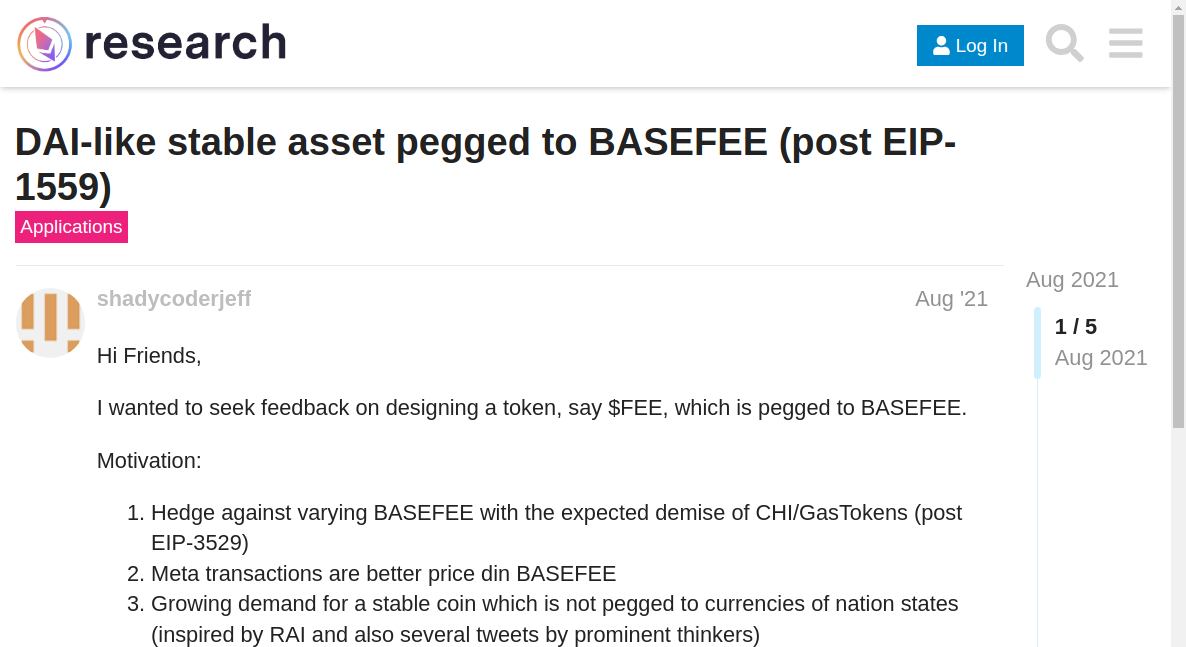 research
Log In
DAI-like stable asset pegged to BASEFEE (post EIP-
1559)
Applications
shadycoderjeff
Aug '21
Aug 2021
1 / 5
Aug 2021
Hi Friends,
I wanted to seek feedback on designing a token, say $FEE, which is pegged to BASEFEE.
Motivation:
1. Hedge against varying BASEFEE with the expected demise of CHI/GasTokens (post
EIP-3529)
2. Meta transactions are better price din BASEFEE
3. Growing demand for a stable coin which is not pegged to currencies of nation states
(inspired by RAI and also several tweets by prominent thinkers)